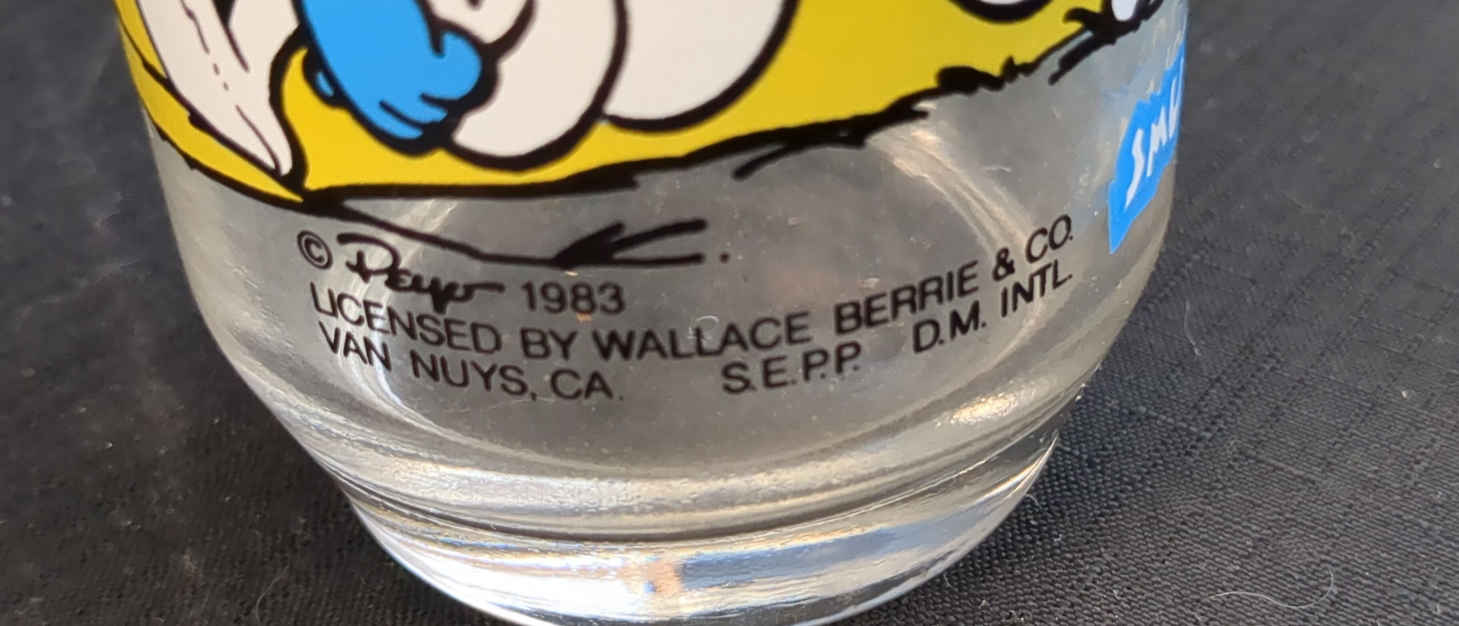 © Peyo 1983
LICENSED BY WALLACE BERRIE & CO.
VAN NUYS, CA. S.E.P.P. D.M. INTL.